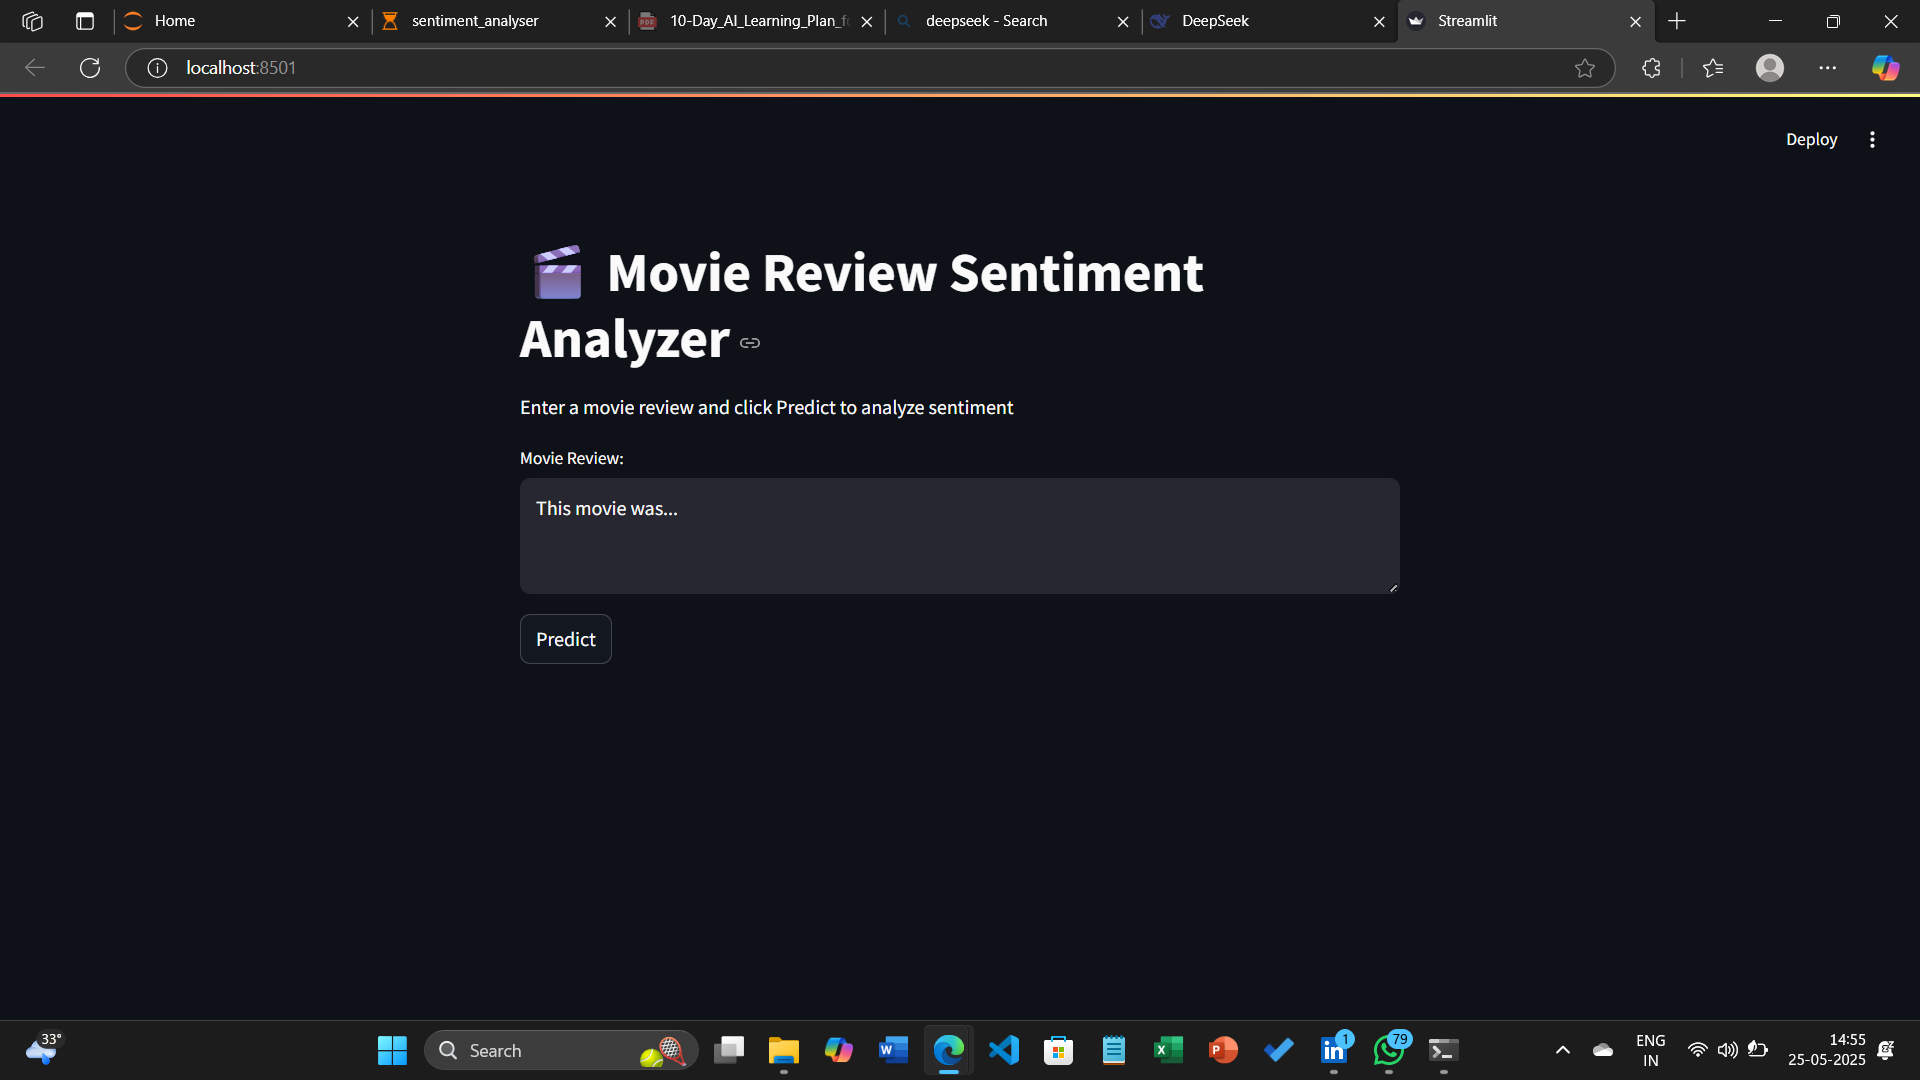 Home
sentiment_analyser
10-Day_AI_Learning_Plan_fo
deepseek - Search
DeepSeek
Streamlit
localhost:8501
Deploy
Movie Review Sentiment
Analyzer
Enter a movie review and click Predict to analyze sentiment
Movie Review:
This movie was...
Predict
33°
Search
1
79
ENG
IN
14:55
25-05-2025